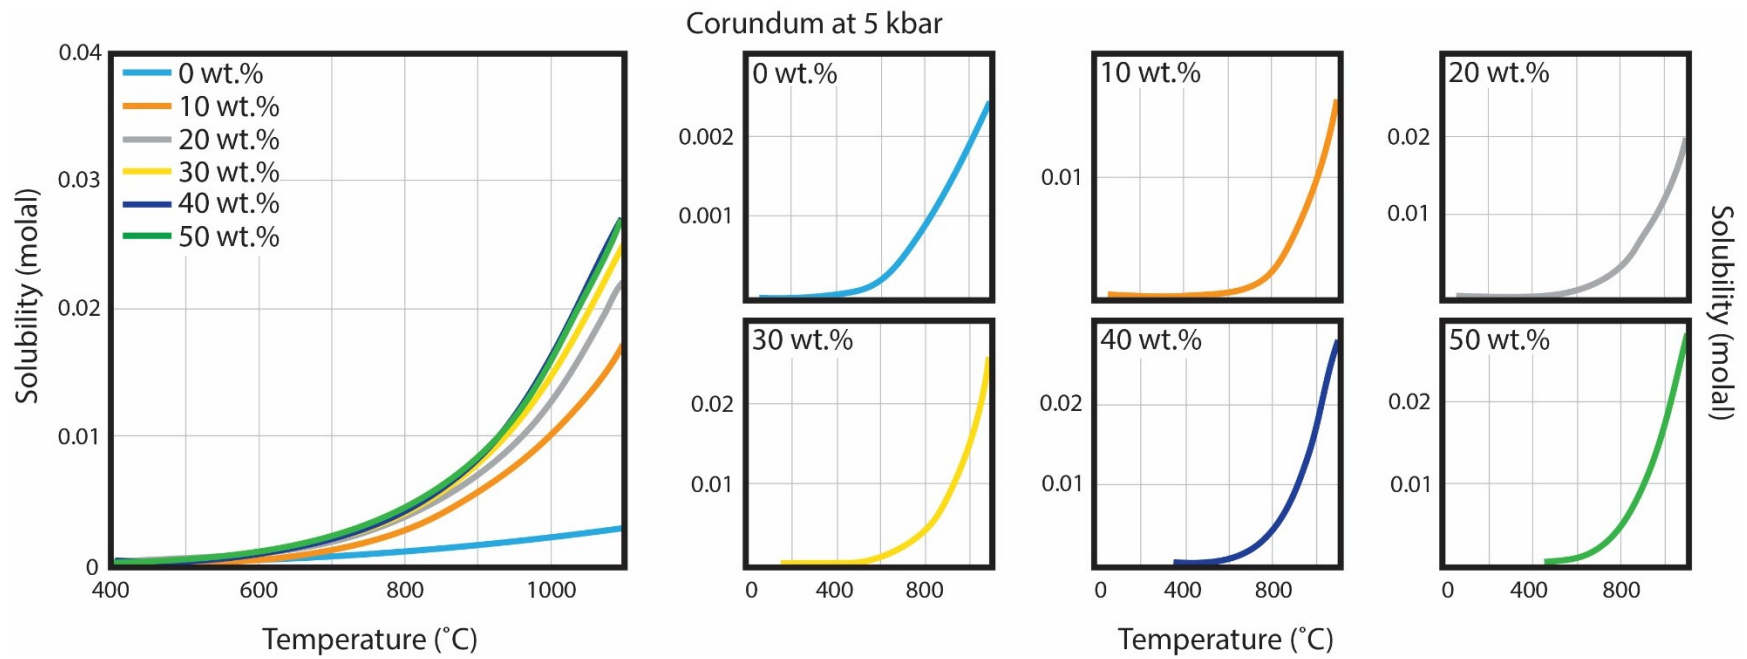 Corundum at 5 kbar
Solubility (molal)
0.04
0.03
0.02
0.01
0
0 wt.%
10 wt.%
20 wt.%
30 wt.%
40 wt.%
50 wt.%
400 600 800 1000
Temperature (˚C)
0 wt.%
0.002
0.001
10 wt.%
0.01
20 wt.%
0.02
0.01
30 wt.%
0.02
0.01
0 400 800
40 wt.%
0.02
0.01
0 400 800
50 wt.%
0.02
0.01
0 400 800
Temperature (˚C)
Solubility (molal)